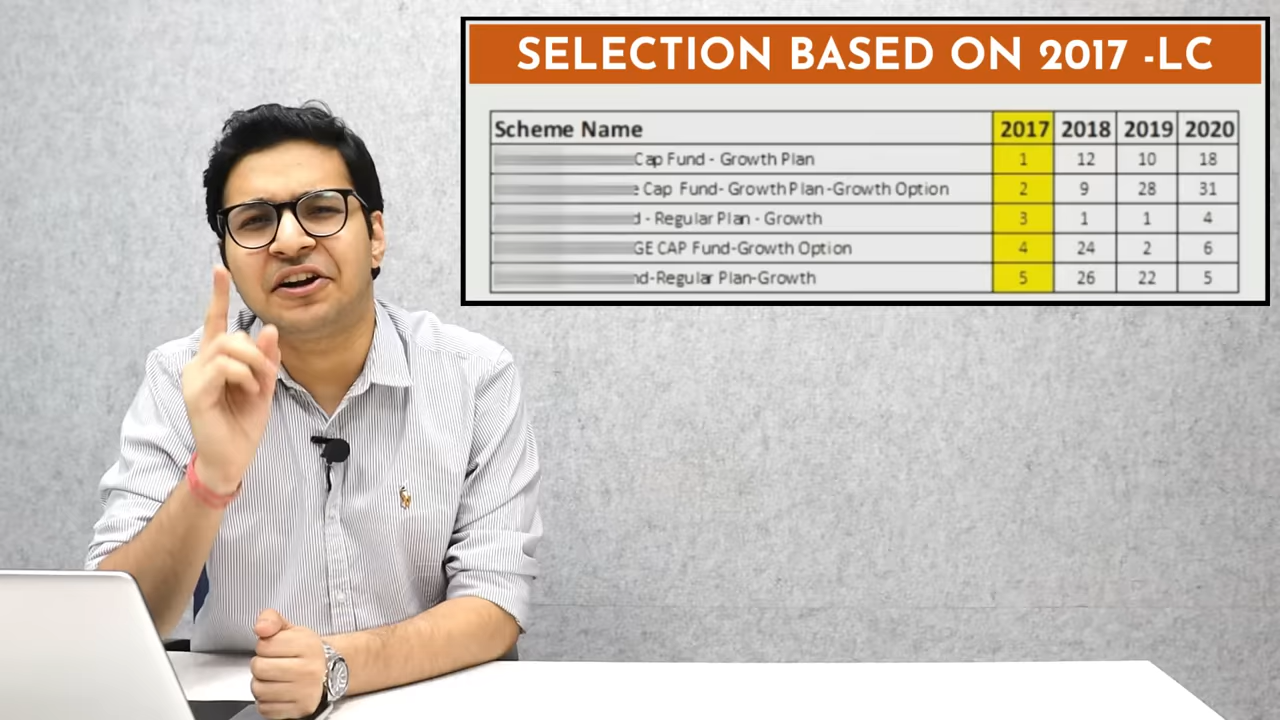 SELECTION BASED ON 2017 -LC
Scheme Name 2017 2018 2019 2020
Cap Fund - Growth Plan 1 12 10 18
Cap Fund- Growth Plan -Growth Option 2 9 28 31
- Regular Plan - Growth 3 1 1 4
CAP Fund-Growth Option 4 24 2 6
-Regular Plan-Growth 5 26 22 5